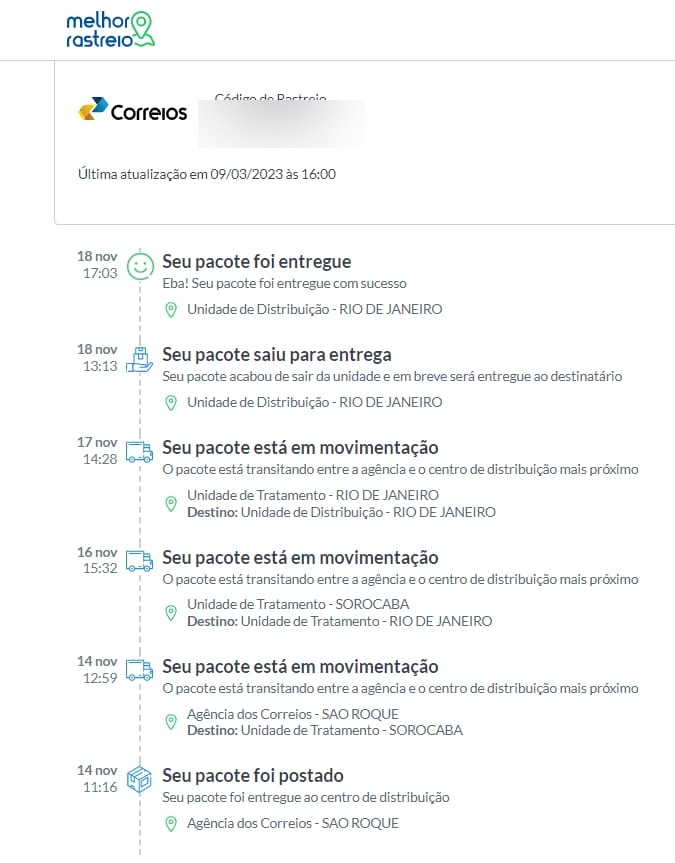 melhor
rastreio
Correios
Código de Rastreio
Última atualização em 09/03/2023 às 16:00
18 nov
17:03
Seu pacote foi entregue
Eba! Seu pacote foi entregue com sucesso
Unidade de Distribuição - RIO DE JANEIRO
18 nov
13:13
Seu pacote saiu para entrega
Seu pacote acabou de sair da unidade e em breve será entregue ao destinatário
Unidade de Distribuição - RIO DE JANEIRO
17 nov
14:28
Seu pacote está em movimentação
O pacote está transitando entre a agência e o centro de distribuição mais próximo
Unidade de Tratamento - RIO DE JANEIRO
Destino: Unidade de Distribuição - RIO DE JANEIRO
16 nov
15:32
Seu pacote está em movimentação
O pacote está transitando entre a agência e o centro de distribuição mais próximo
Unidade de Tratamento - SOROCABA
Destino: Unidade de Tratamento - RIO DE JANEIRO
14 nov
12:59
Seu pacote está em movimentação
O pacote está transitando entre a agência e o centro de distribuição mais próximo
Agência dos Correios - SAO ROQUE
Destino: Unidade de Tratamento - SOROCABA
14 nov
11:16
Seu pacote foi postado
Seu pacote foi entregue ao centro de distribuição
Agência dos Correios - SAO ROQUE